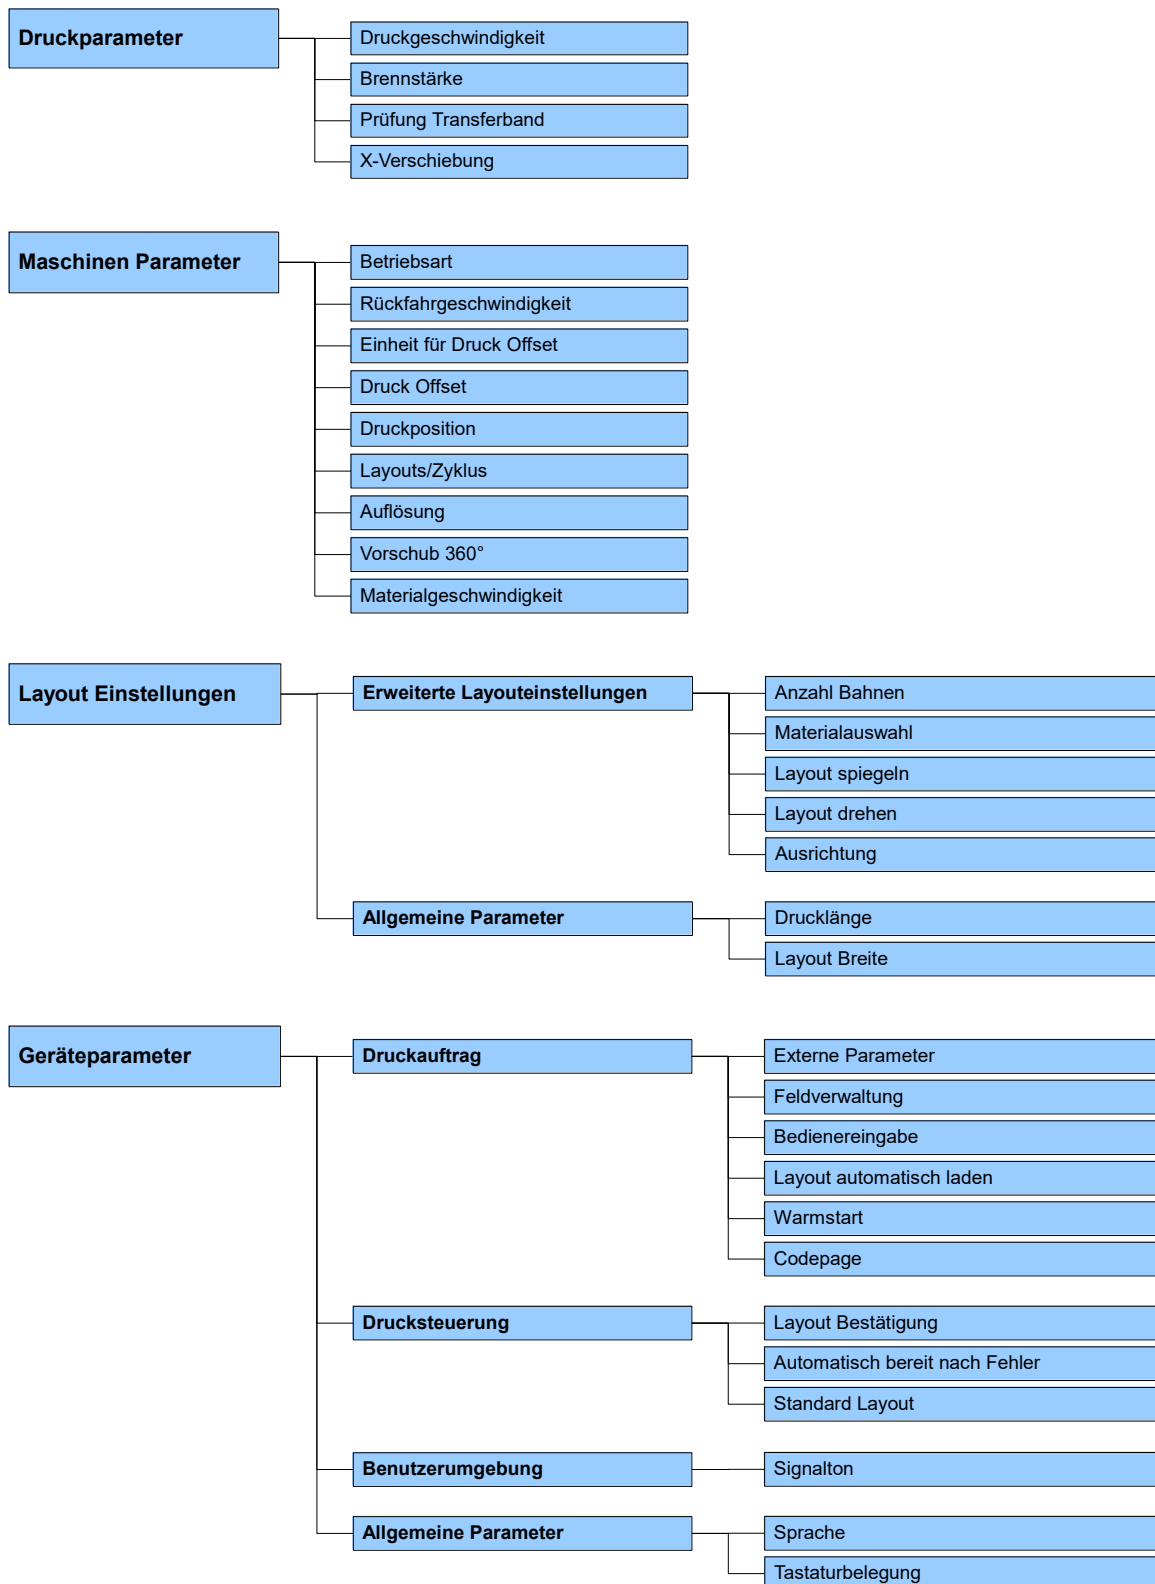 Druckparameter
Druckgeschwindigkeit
Brennstärke
Prüfung Transferband
X-Verschiebung
Maschinen Parameter
Betriebsart
Rückfahrgeschwindigkeit
Einheit für Druck Offset
Druck Offset
Druckposition
Layouts/Zyklus
Auflösung
Vorschub 360°
Materialgeschwindigkeit
Layout Einstellungen
Erweiterte Layouteinstellungen
Anzahl Bahnen
Materialauswahl
Layout spiegeln
Layout drehen
Ausrichtung
Allgemeine Parameter
Drucklänge
Layout Breite
Geräteparameter
Druckauftrag
Externe Parameter
Feldverwaltung
Bedienereingabe
Layout automatisch laden
Warmstart
Codepage
Drucksteuerung
Layout Bestätigung
Automatisch bereit nach Fehler
Standard Layout
Benutzerumgebung
Signalton
Allgemeine Parameter
Sprache
Tastaturbelegung